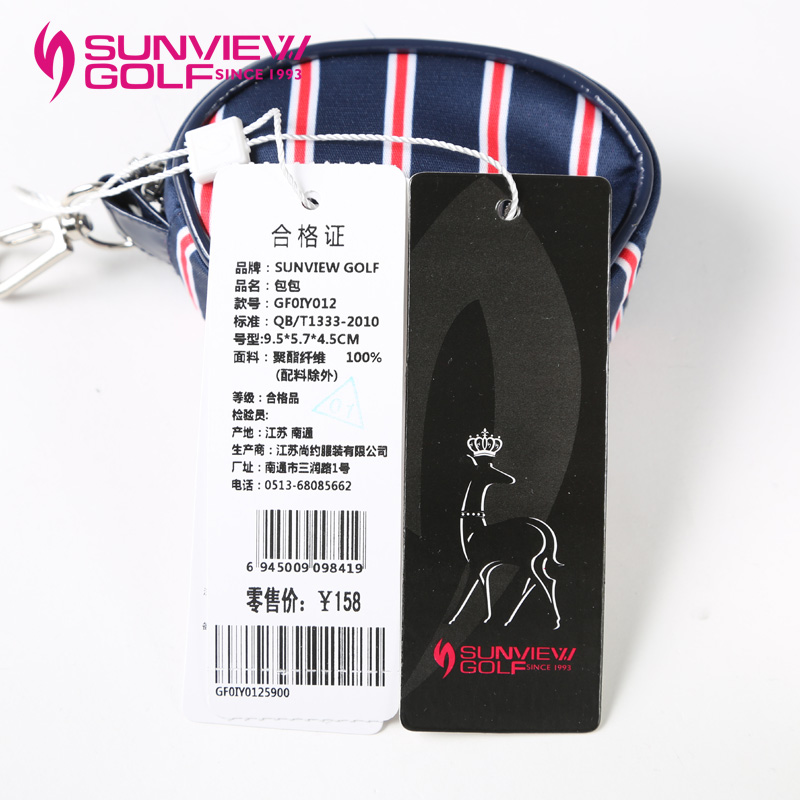 SUNVIEW
GOLF SINCE 1993
合格证
品牌：SUNVIEW GOLF
品名：包包
款号：GF0IY012
标准：QB/T1333-2010
号型:9.5*5.7*4.5CM
面料：聚酯纤维 100%
(配料除外)
等级：合格品
检验员:
01
产地：江苏 南通
生产商：江苏尚约服装有限公司
厂址：南通市三润路1号
电话：0513-68085662
6 945009 098419
零售价：￥158
GF0IY0125900
SUNVIEW
GOLF SINCE 1993